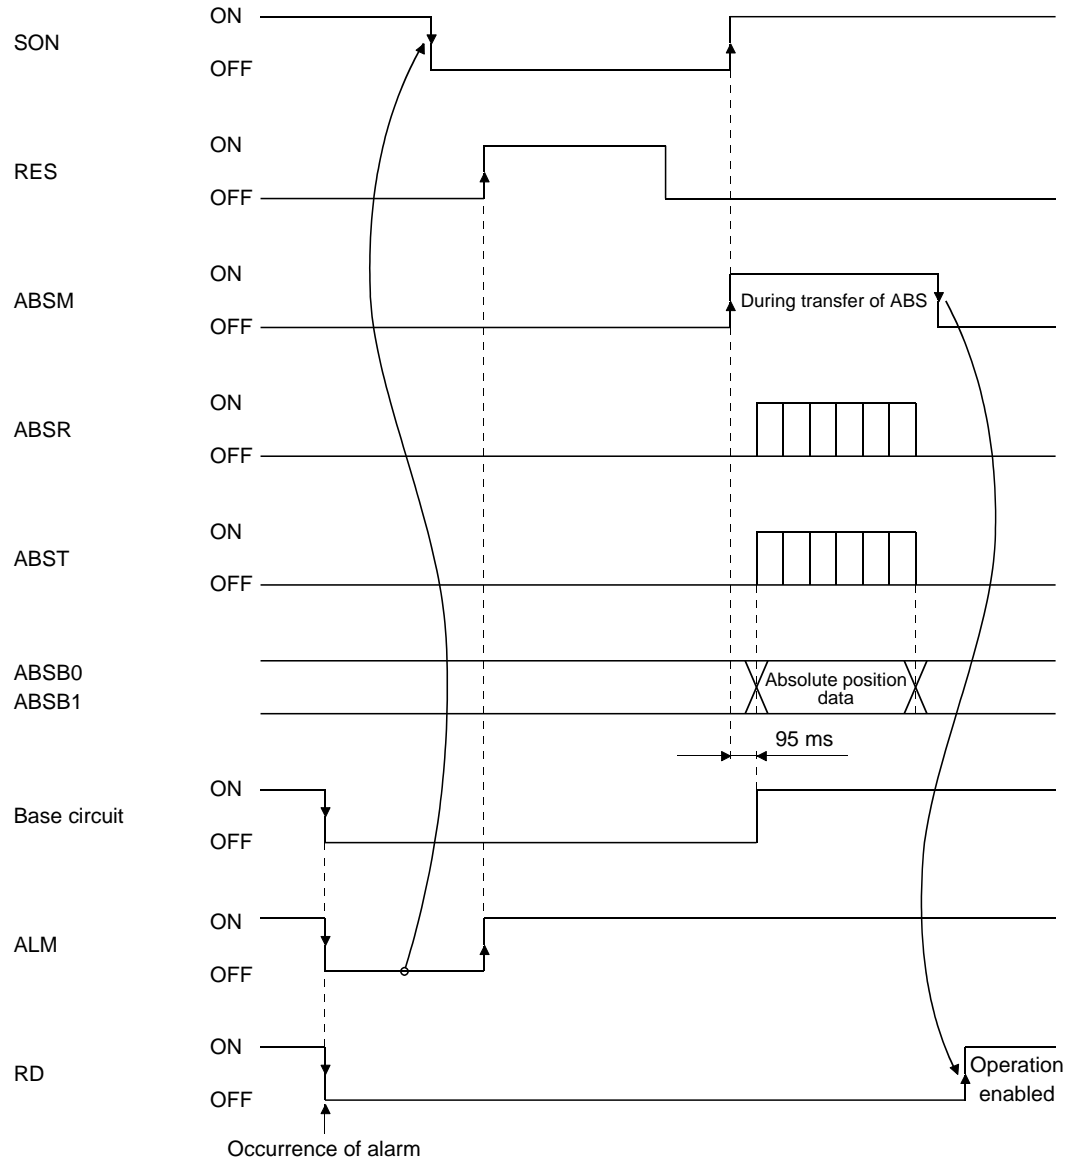 SON
ON
OFF
RES
ON
OFF
ABSM
ON
OFF
During transfer of ABS
ABSR
ON
OFF
ABST
ON
OFF
ABSB0
ABSB1
Absolute position
data
95 ms
Base circuit
ON
OFF
ALM
ON
OFF
RD
ON
OFF
Operation
enabled
Occurrence of alarm